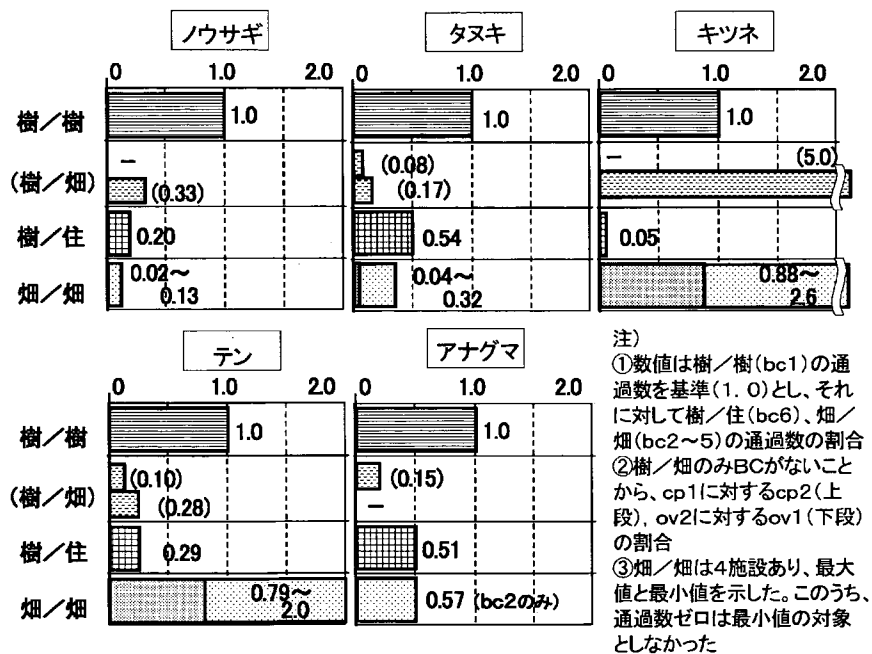 ノウサギ タヌキ キツネ
0 1.0 2.0 0 1.0 2.0 0 1.0 2.0
樹/樹 1.0 1.0 1.0
(樹/畑) − (0.33) (0.08) (0.17) − (5.0)
樹/住 0.20 0.54 0.05
畑/畑 0.02〜 0.13 0.04〜 0.32 0.88〜 2.6
テン アナグマ
0 1.0 2.0 0 1.0 2.0
樹/樹 1.0 1.0
(樹/畑) (0.10) (0.28) (0.15) −
樹/住 0.29 0.51
畑/畑 0.79〜 2.0 0.57 (bc2のみ)
注)
①数値は樹/樹(bc1)の通
過数を基準(1.0)とし、それ
に対して樹/住(bc6)、畑/
畑(bc2〜5)の通過数の割合
②樹/畑のみBCがないこと
から、cp1に対するcp2(上
段)，ov2に対するov1(下段)
の割合
③畑/畑は4施設あり、最大
値と最小値を示した。このうち、
通過数ゼロは最小値の対象
としなかった